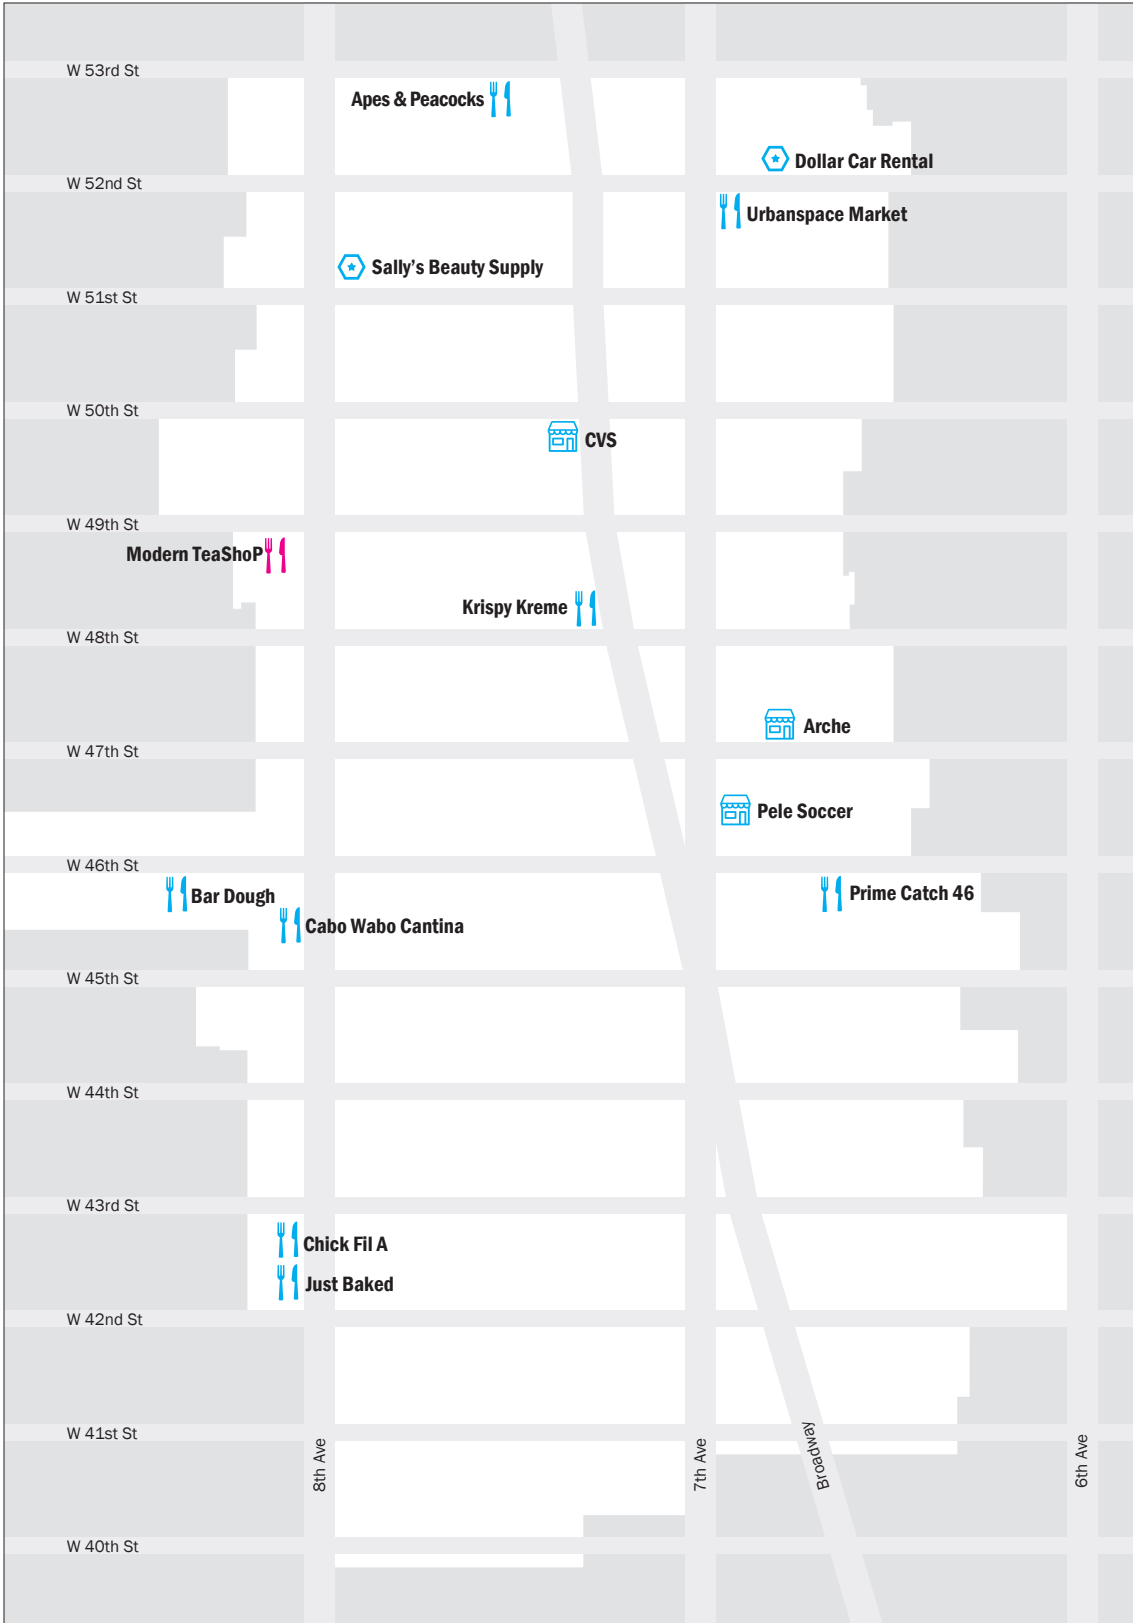 W 53rd St
Apes & Peacocks
Dollar Car Rental
W 52nd St
Urbanspace Market
Sally’s Beauty Supply
W 51st St
W 50th St
CVS
W 49th St
Modern TeaShoP
Krispy Kreme
W 48th St
Arche
W 47th St
Pele Soccer
W 46th St
Bar Dough
Prime Catch 46
Cabo Wabo Cantina
W 45th St
W 44th St
W 43rd St
Chick Fil A
Just Baked
W 42nd St
W 41st St
8th Ave
7th Ave
Broadway
6th Ave
W 40th St